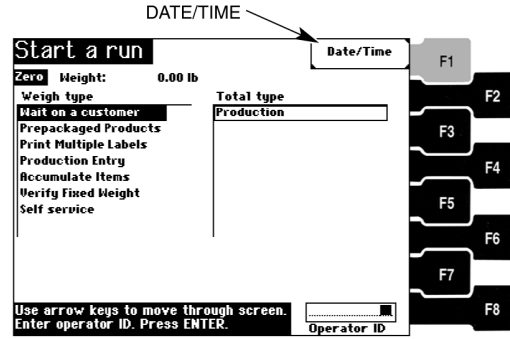 DATE/TIME
Start a run
Date/Time
F1
Zero Weight: 0.00 lb
F2
Weigh type Total type
Wait on a customer Production
Prepackaged Products
F3
Print Multiple Labels
Production Entry
F4
Accumulate Items
Verify Fixed Weight
F5
Self service
F6
F7
Use arrow keys to move through screen.
Enter operator ID. Press ENTER.
F8
Operator ID